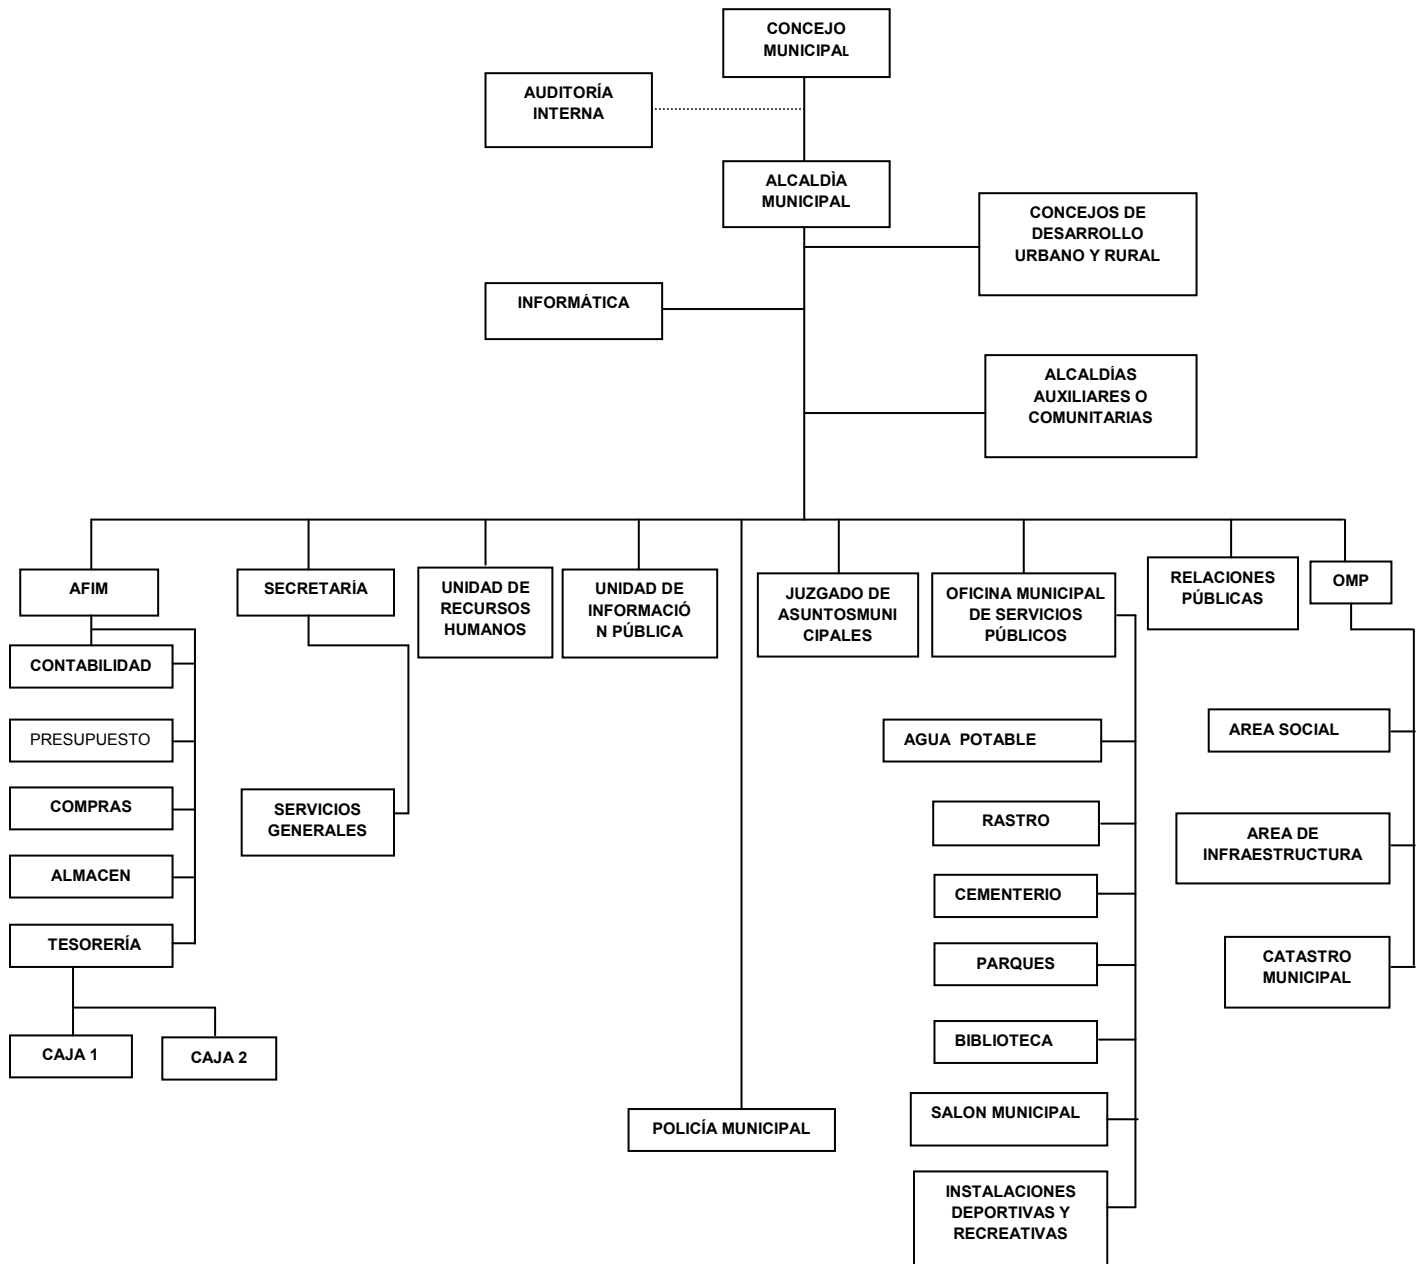 CONCEJO
MUNICIPAL
AUDITORÍA
INTERNA
ALCALDÌA
MUNICIPAL
CONCEJOS DE
DESARROLLO
URBANO Y RURAL
INFORMÁTICA
ALCALDÍAS
AUXILIARES O
COMUNITARIAS
AFIM
SECRETARÍA
UNIDAD DE
RECURSOS
HUMANOS
UNIDAD DE
INFORMACIÓ
N PÚBLICA
JUZGADO DE
ASUNTOSMUNI
CIPALES
OFICINA MUNICIPAL
DE SERVICIOS
PÚBLICOS
RELACIONES
PÚBLICAS
OMP
CONTABILIDAD
PRESUPUESTO
COMPRAS
ALMACEN
TESORERÍA
CAJA 1
CAJA 2
SERVICIOS
GENERALES
POLICÍA MUNICIPAL
AGUA  POTABLE
RASTRO
CEMENTERIO
PARQUES
BIBLIOTECA
SALON MUNICIPAL
INSTALACIONES
DEPORTIVAS Y
RECREATIVAS
AREA SOCIAL
AREA DE
INFRAESTRUCTURA
CATASTRO
MUNICIPAL